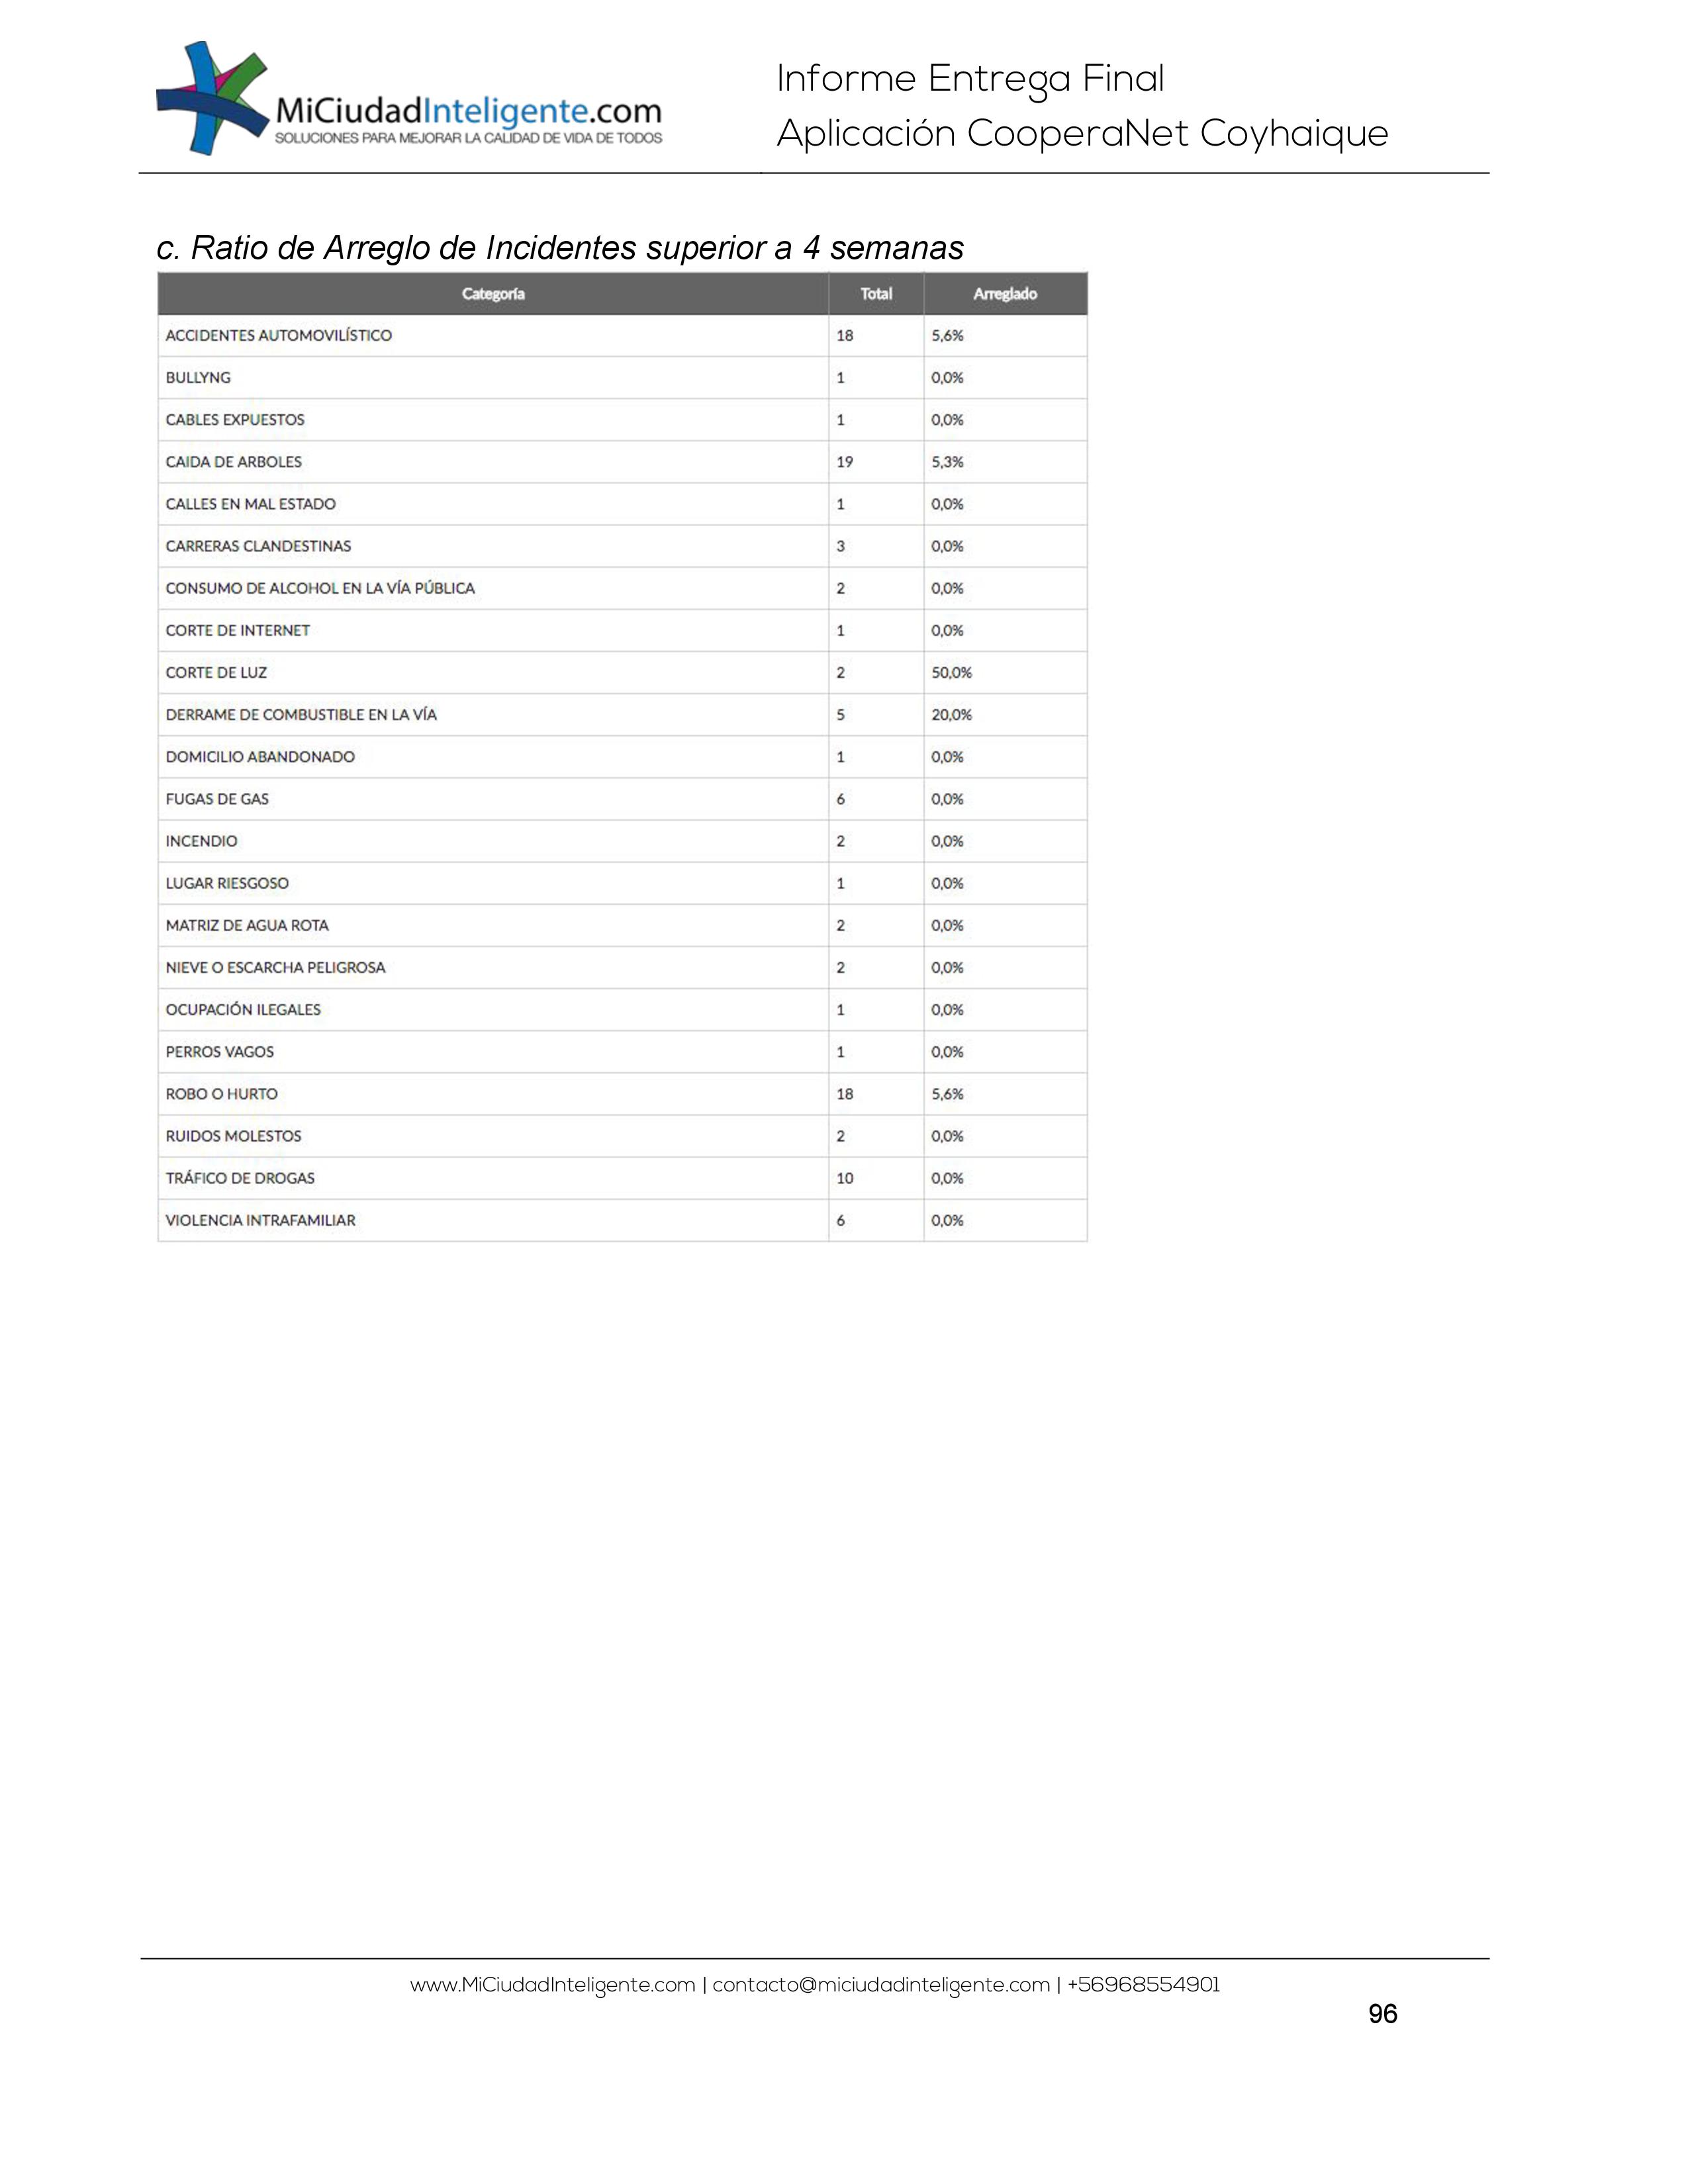 MiCiudadInteligente.com
SOLUCIONES PARA MEJORAR LA CALIDAD DE VIDA DE TODOS
Informe Entrega Final
Aplicación CooperaNet Coyhaique
c. Ratio de Arreglo de Incidentes superior a 4 semanas
Categoría Total Arreglado
ACCIDENTES AUTOMOVILÍSTICO 18 5,6%
BULLYNG 1 0,0%
CABLES EXPUESTOS 1 0,0%
CAIDA DE ARBOLES 19 5,3%
CALLES EN MAL ESTADO 1 0,0%
CARRERAS CLANDESTINAS 3 0,0%
CONSUMO DE ALCOHOL EN LA VÍA PÚBLICA 2 0,0%
CORTE DE INTERNET 1 0,0%
CORTE DE LUZ 2 50,0%
DERRAME DE COMBUSTIBLE EN LA VÍA 5 20,0%
DOMICILIO ABANDONADO 1 0,0%
FUGAS DE GAS 6 0,0%
INCENDIO 2 0,0%
LUGAR RIESGOSO 1 0,0%
MATRIZ DE AGUA ROTA 2 0,0%
NIEVE O ESCARCHA PELIGROSA 2 0,0%
OCUPACIÓN ILEGALES 1 0,0%
PERROS VAGOS 1 0,0%
ROBO O HURTO 18 5,6%
RUIDOS MOLESTOS 2 0,0%
TRÁFICO DE DROGAS 10 0,0%
VIOLENCIA INTRAFAMILIAR 6 0,0%
www.MiCiudadInteligente.com | contacto@miciudadinteligente.com | +56968554901
96